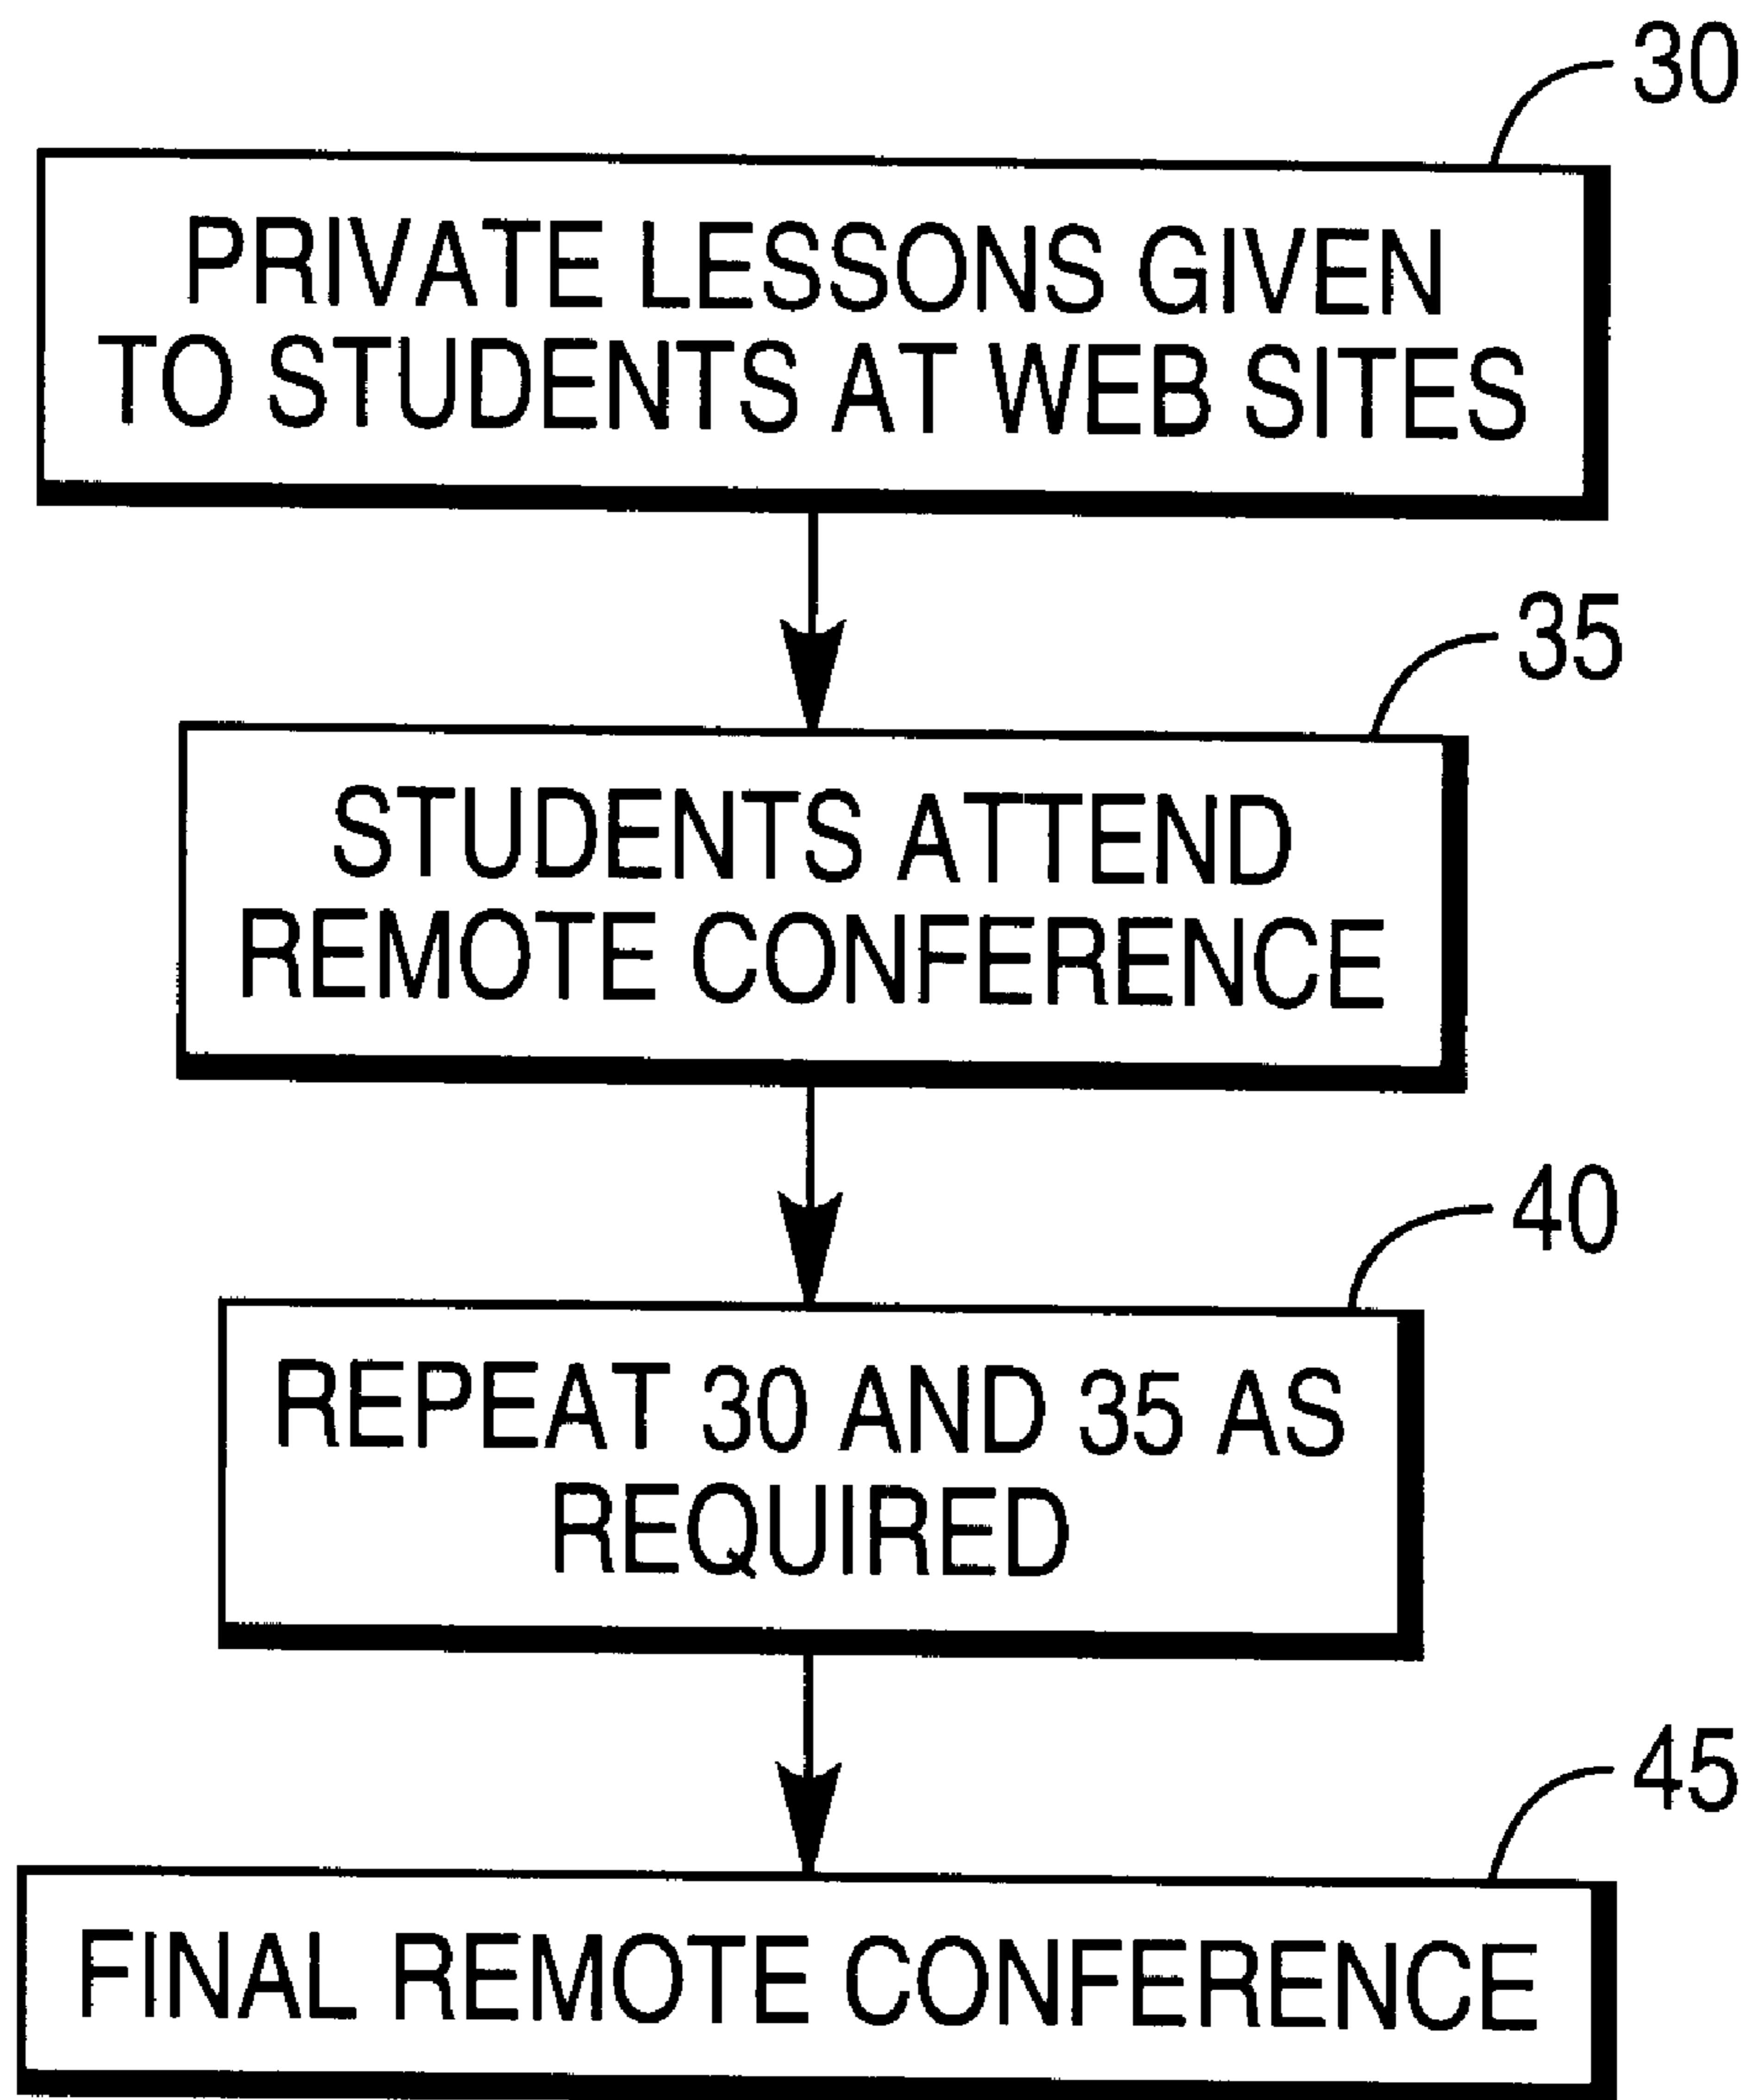 30
PRIVATE LESSONS GIVEN
TO STUDENTS AT WEB SITES
35
STUDENTS ATTEND
REMOTE CONFERENCE
40
REPEAT 30 AND 35 AS
REQUIRED
45
FINAL REMOTE CONFERENCE